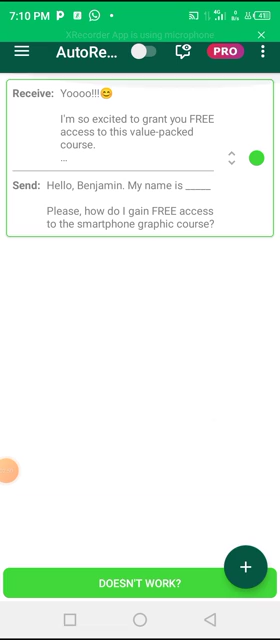 7:10 PM
XRecorder App is using microphone
AutoRe...
PRO
Receive: Yoooo!!!😊
I'm so excited to grant you FREE
access to this value-packed
course.
...
Send: Hello, Benjamin. My name is _____
Please, how do I gain FREE access
to the smartphone graphic course?
DOESN'T WORK?
+